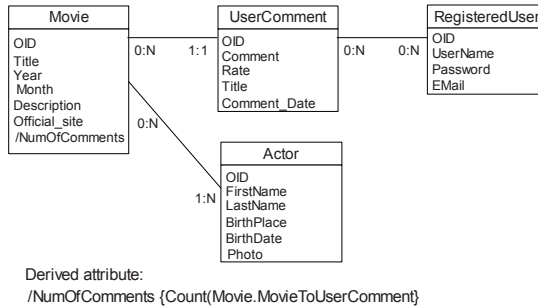 Movie
OID
Title
Year
Month
Description
Official_site
/NumOfComments
0:N
1:1
UserComment
OID
Comment
Rate
Title
Comment_Date
0:N
0:N
RegisteredUser
OID
UserName
Password
EMail
0:N
1:N
Actor
OID
FirstName
LastName
BirthPlace
BirthDate
Photo
Derived attribute:
/NumOfComments {Count(Movie.MovieToUserComment}